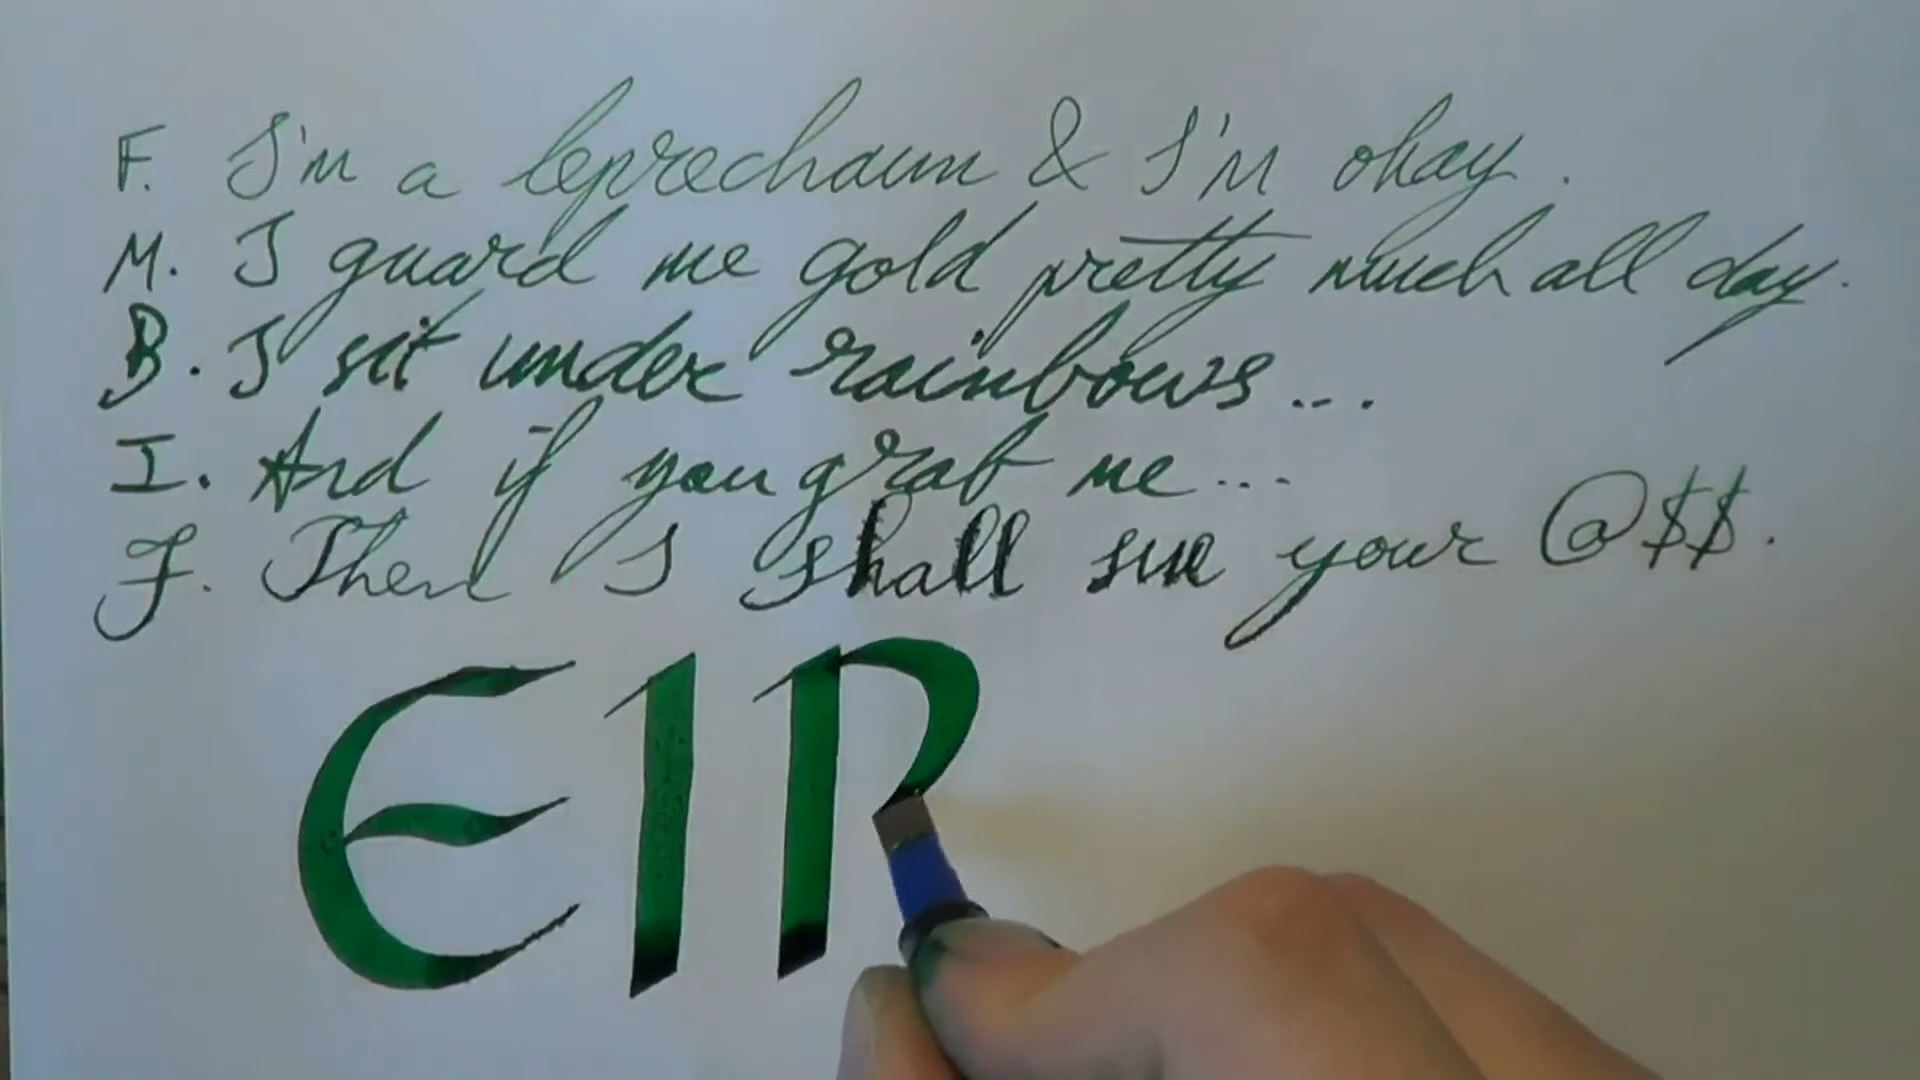 F. I'm a leprechaun & I'm okay.
M. I guard me gold pretty much all day.
B. I sit under rainbows...
I. And if you grab me...
F. Then I shall sue your @$$.
EIR